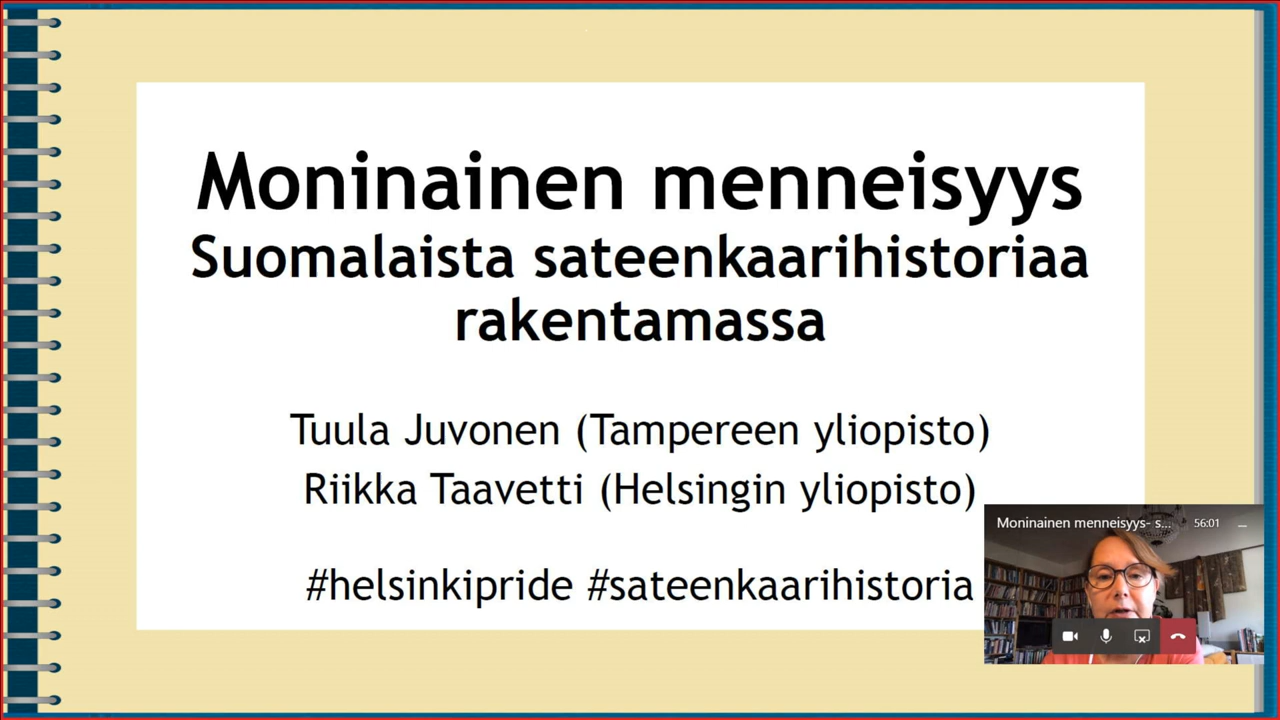 Moninainen menneisyys
Suomalaista sateenkaarihistoriaa
rakentamassa
Tuula Juvonen (Tampereen yliopisto)
Riikka Taavetti (Helsingin yliopisto)
#helsinkipride #sateenkaarihistoria
Moninainen menneisyys- s... 56:01